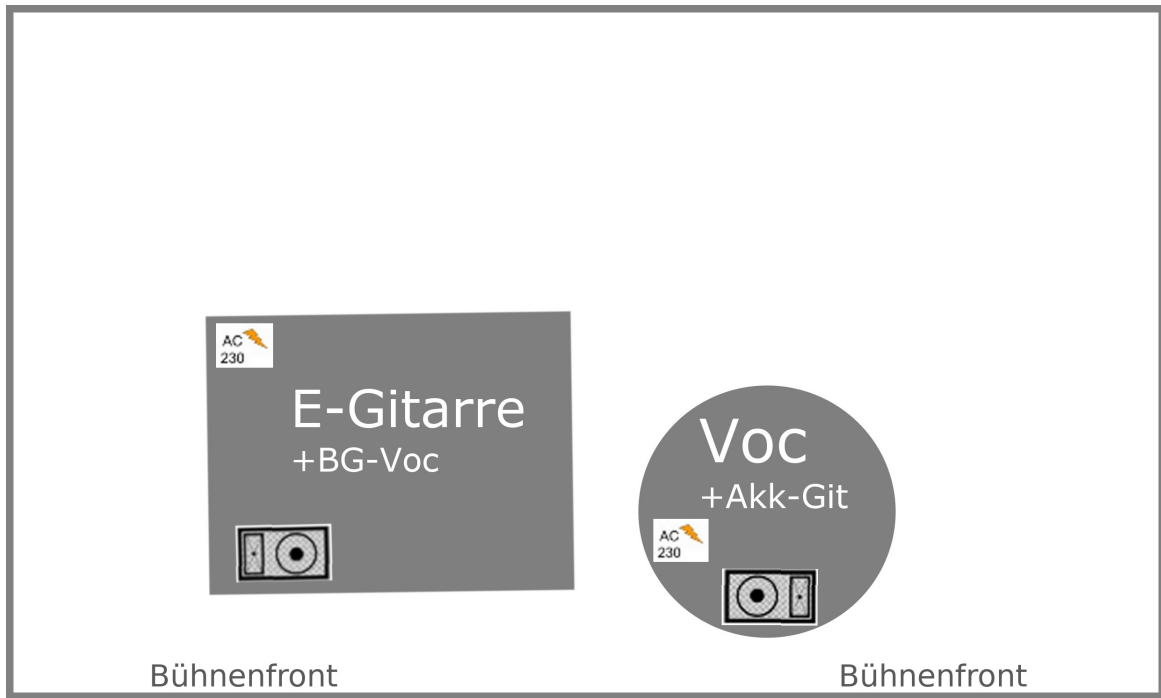 AC
230
E-Gitarre
+BG-Voc
Voc
+Akk-Git
AC
230
Bühnenfront
Bühnenfront